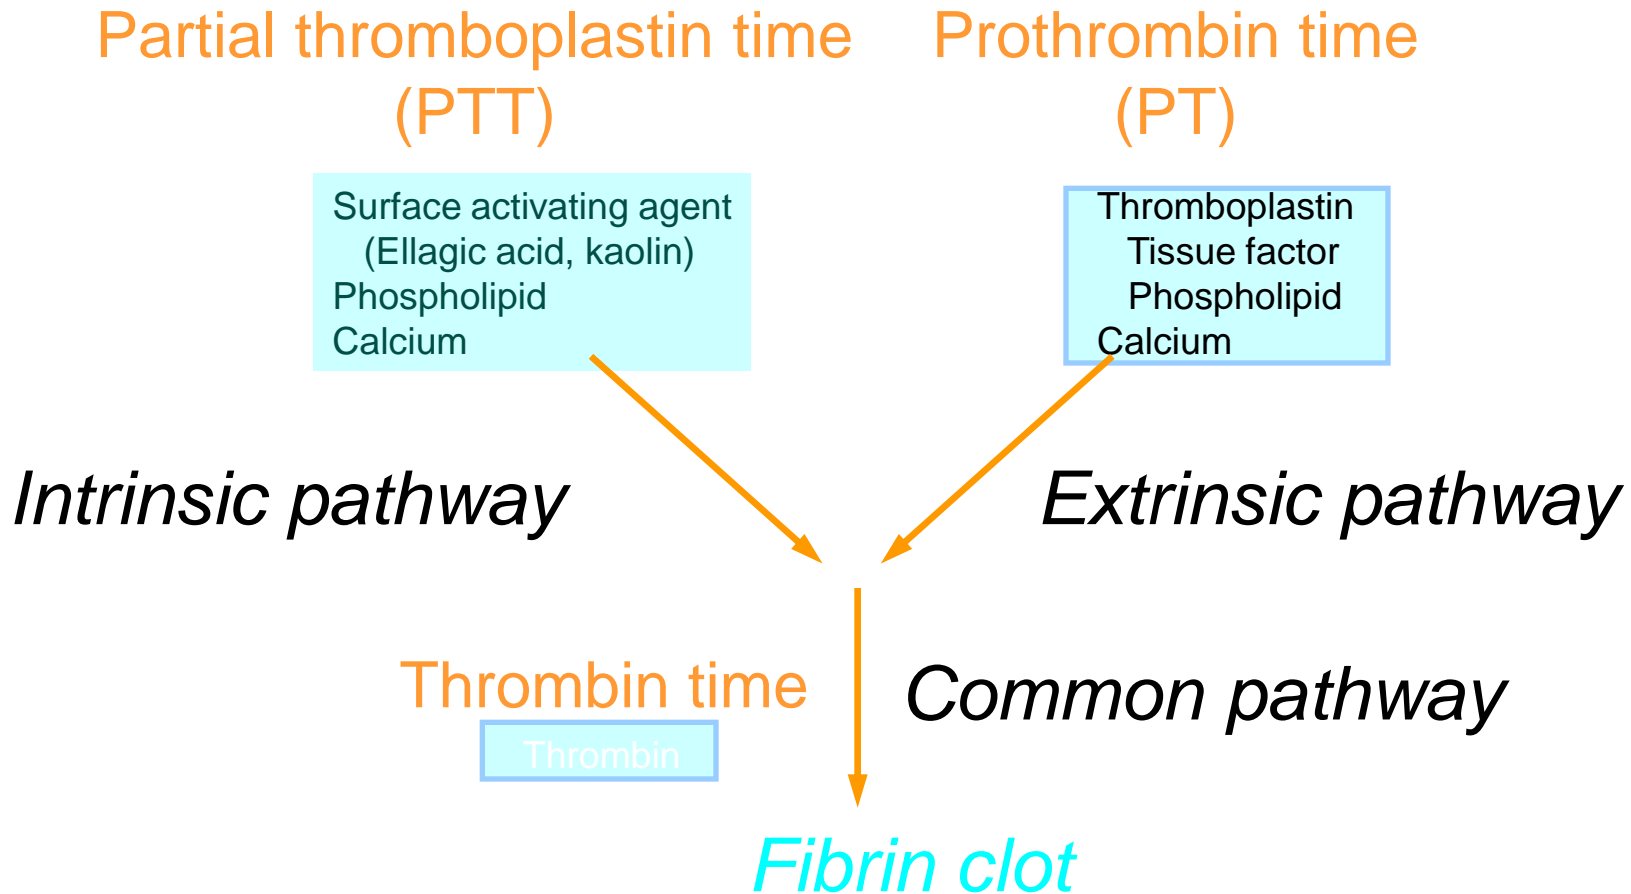 Partial thromboplastin time
(PTT)
Prothrombin time
(PT)
Surface activating agent
(Ellagic acid, kaolin)
Phospholipid
Calcium
Thromboplastin
Tissue factor
Phospholipid
Calcium
Intrinsic pathway
Extrinsic pathway
Thrombin time
Thrombin
Common pathway
Fibrin clot